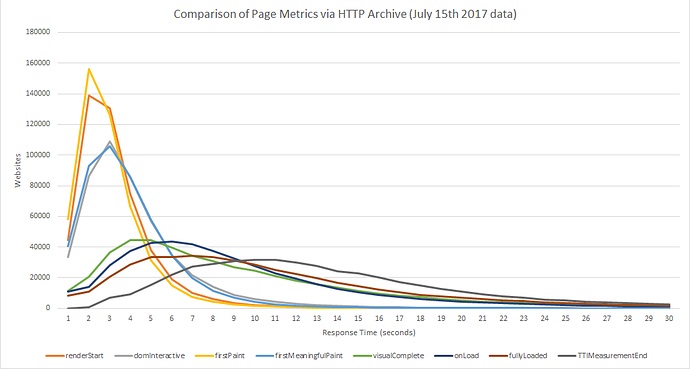 Comparison of Page Metrics via HTTP Archive (July 15th 2017 data)
180000
160000
140000
120000
100000
80000
60000
40000
20000
0
Websites
1 2 3 4 5 6 7 8 9 10 11 12 13 14 15 16 17 18 19 20 21 22 23 24 25 26 27 28 29 30
Response Time (seconds)
renderStart domInteractive firstPaint firstMeaningfulPaint visualComplete onLoad fullyLoaded TTIMeasurementEnd